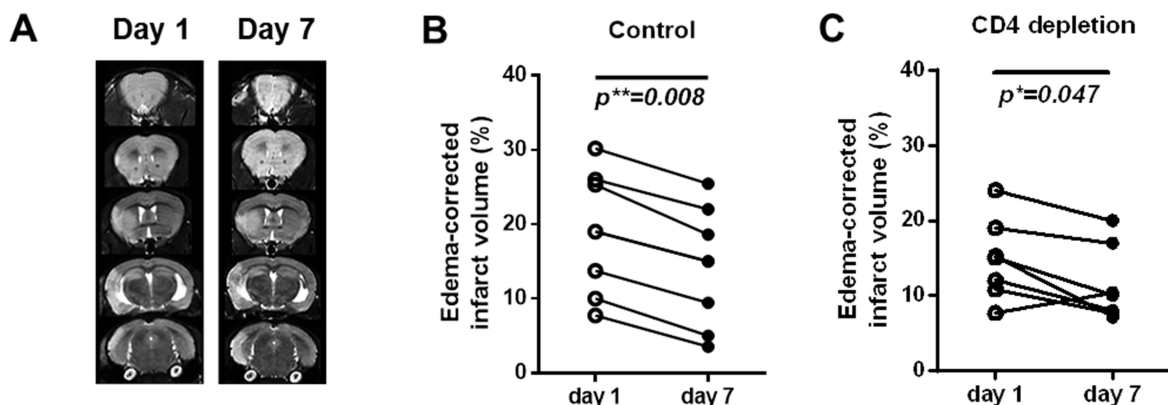 A
Day 1
Day 7
B
Control
p**=0.008
Edema-corrected
infarct volume (%)
40
30
20
10
0
day 1
day 7
C
CD4 depletion
p*=0.047
Edema-corrected
infarct volume (%)
40
30
20
10
0
day 1
day 7